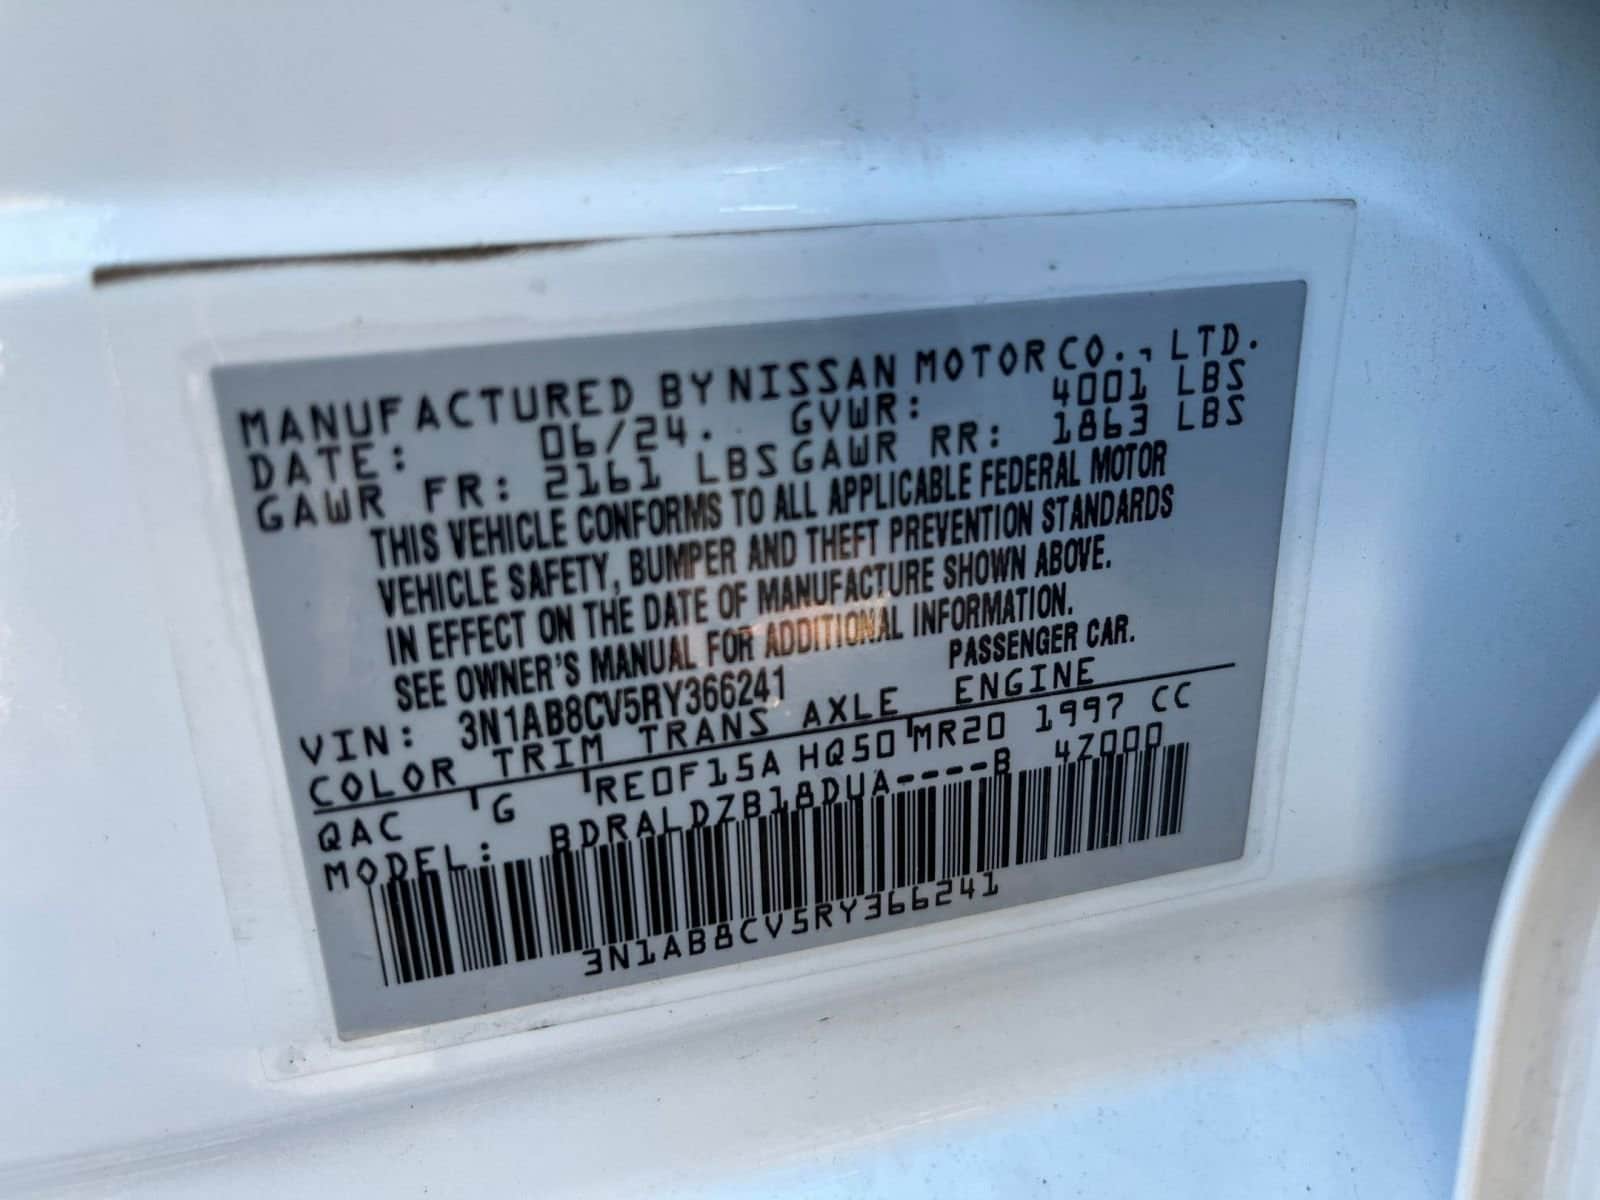 MANUFACTURED BY NISSAN MOTOR CO., LTD.
DATE: 06/24. GVWR: 4001 LBS
GAWR FR: 2161 LBS GAWR RR: 1863 LBS
THIS VEHICLE CONFORMS TO ALL APPLICABLE FEDERAL MOTOR
VEHICLE SAFETY, BUMPER AND THEFT PREVENTION STANDARDS
IN EFFECT ON THE DATE OF MANUFACTURE SHOWN ABOVE.
SEE OWNER'S MANUAL FOR ADDITIONAL INFORMATION.
VIN: 3N1AB8CV5RY366241 PASSENGER CAR.
COLOR TRIM TRANS AXLE ENGINE
QAC G RE0F15A HQ50 MR20 1997 CC
MODEL: BDRALDZB18DUA----B 4Z000
3N1AB8CV5RY366241